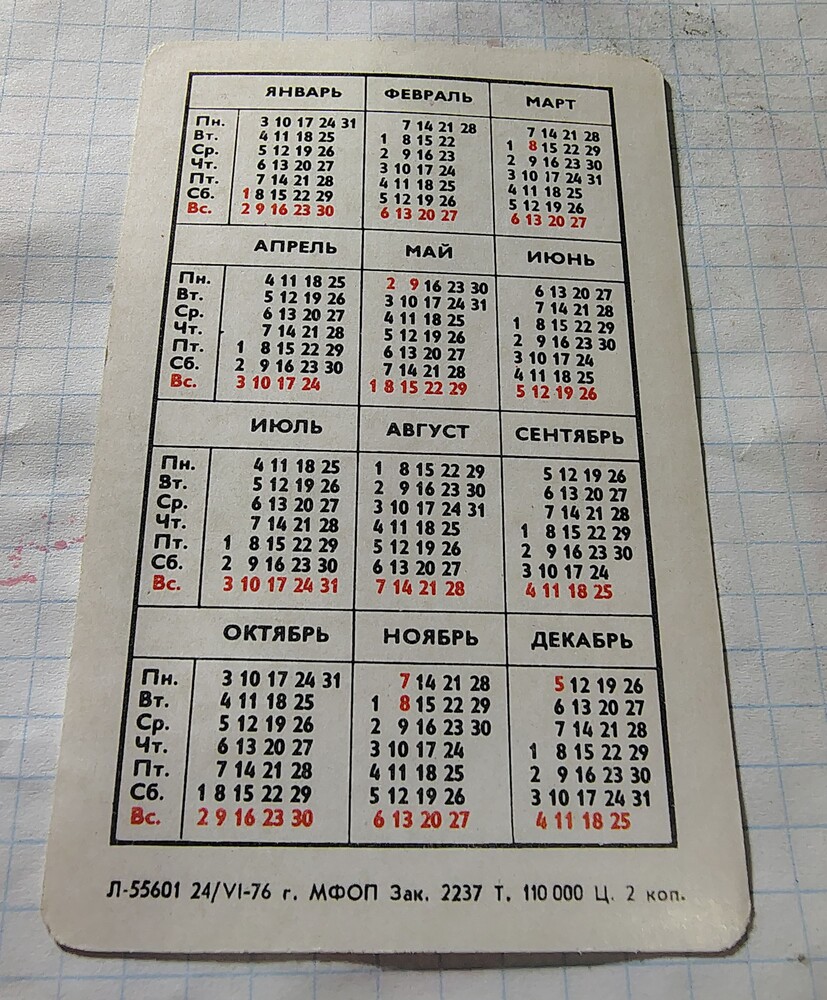 ЯНВАРЬ ФЕВРАЛЬ МАРТ
Пн. 3 10 17 24 31 7 14 21 28 7 14 21 28
Вт. 4 11 18 25 1 8 15 22 1 8 15 22 29
Ср. 5 12 19 26 2 9 16 23 2 9 16 23 30
Чт. 6 13 20 27 3 10 17 24 3 10 17 24 31
Пт. 7 14 21 28 4 11 18 25 4 11 18 25
Сб. 1 8 15 22 29 5 12 19 26 5 12 19 26
Вс. 2 9 16 23 30 6 13 20 27 6 13 20 27
АПРЕЛЬ МАЙ ИЮНЬ
Пн. 4 11 18 25 2 9 16 23 30 6 13 20 27
Вт. 5 12 19 26 3 10 17 24 31 7 14 21 28
Ср. 6 13 20 27 4 11 18 25 1 8 15 22 29
Чт. 7 14 21 28 5 12 19 26 2 9 16 23 30
Пт. 1 8 15 22 29 6 13 20 27 3 10 17 24
Сб. 2 9 16 23 30 7 14 21 28 4 11 18 25
Вс. 3 10 17 24 1 8 15 22 29 5 12 19 26
ИЮЛЬ АВГУСТ СЕНТЯБРЬ
Пн. 4 11 18 25 1 8 15 22 29 5 12 19 26
Вт. 5 12 19 26 2 9 16 23 30 6 13 20 27
Ср. 6 13 20 27 3 10 17 24 31 7 14 21 28
Чт. 7 14 21 28 4 11 18 25 1 8 15 22 29
Пт. 1 8 15 22 29 5 12 19 26 2 9 16 23 30
Сб. 2 9 16 23 30 6 13 20 27 3 10 17 24
Вс. 3 10 17 24 31 7 14 21 28 4 11 18 25
ОКТЯБРЬ НОЯБРЬ ДЕКАБРЬ
Пн. 3 10 17 24 31 7 14 21 28 5 12 19 26
Вт. 4 11 18 25 1 8 15 22 29 6 13 20 27
Ср. 5 12 19 26 2 9 16 23 30 7 14 21 28
Чт. 6 13 20 27 3 10 17 24 1 8 15 22 29
Пт. 7 14 21 28 4 11 18 25 2 9 16 23 30
Сб. 1 8 15 22 29 5 12 19 26 3 10 17 24 31
Вс. 2 9 16 23 30 6 13 20 27 4 11 18 25
Л-55601 24/VI-76 г. МФОП Зак. 2237 Т. 110 000 Ц. 2 коп.